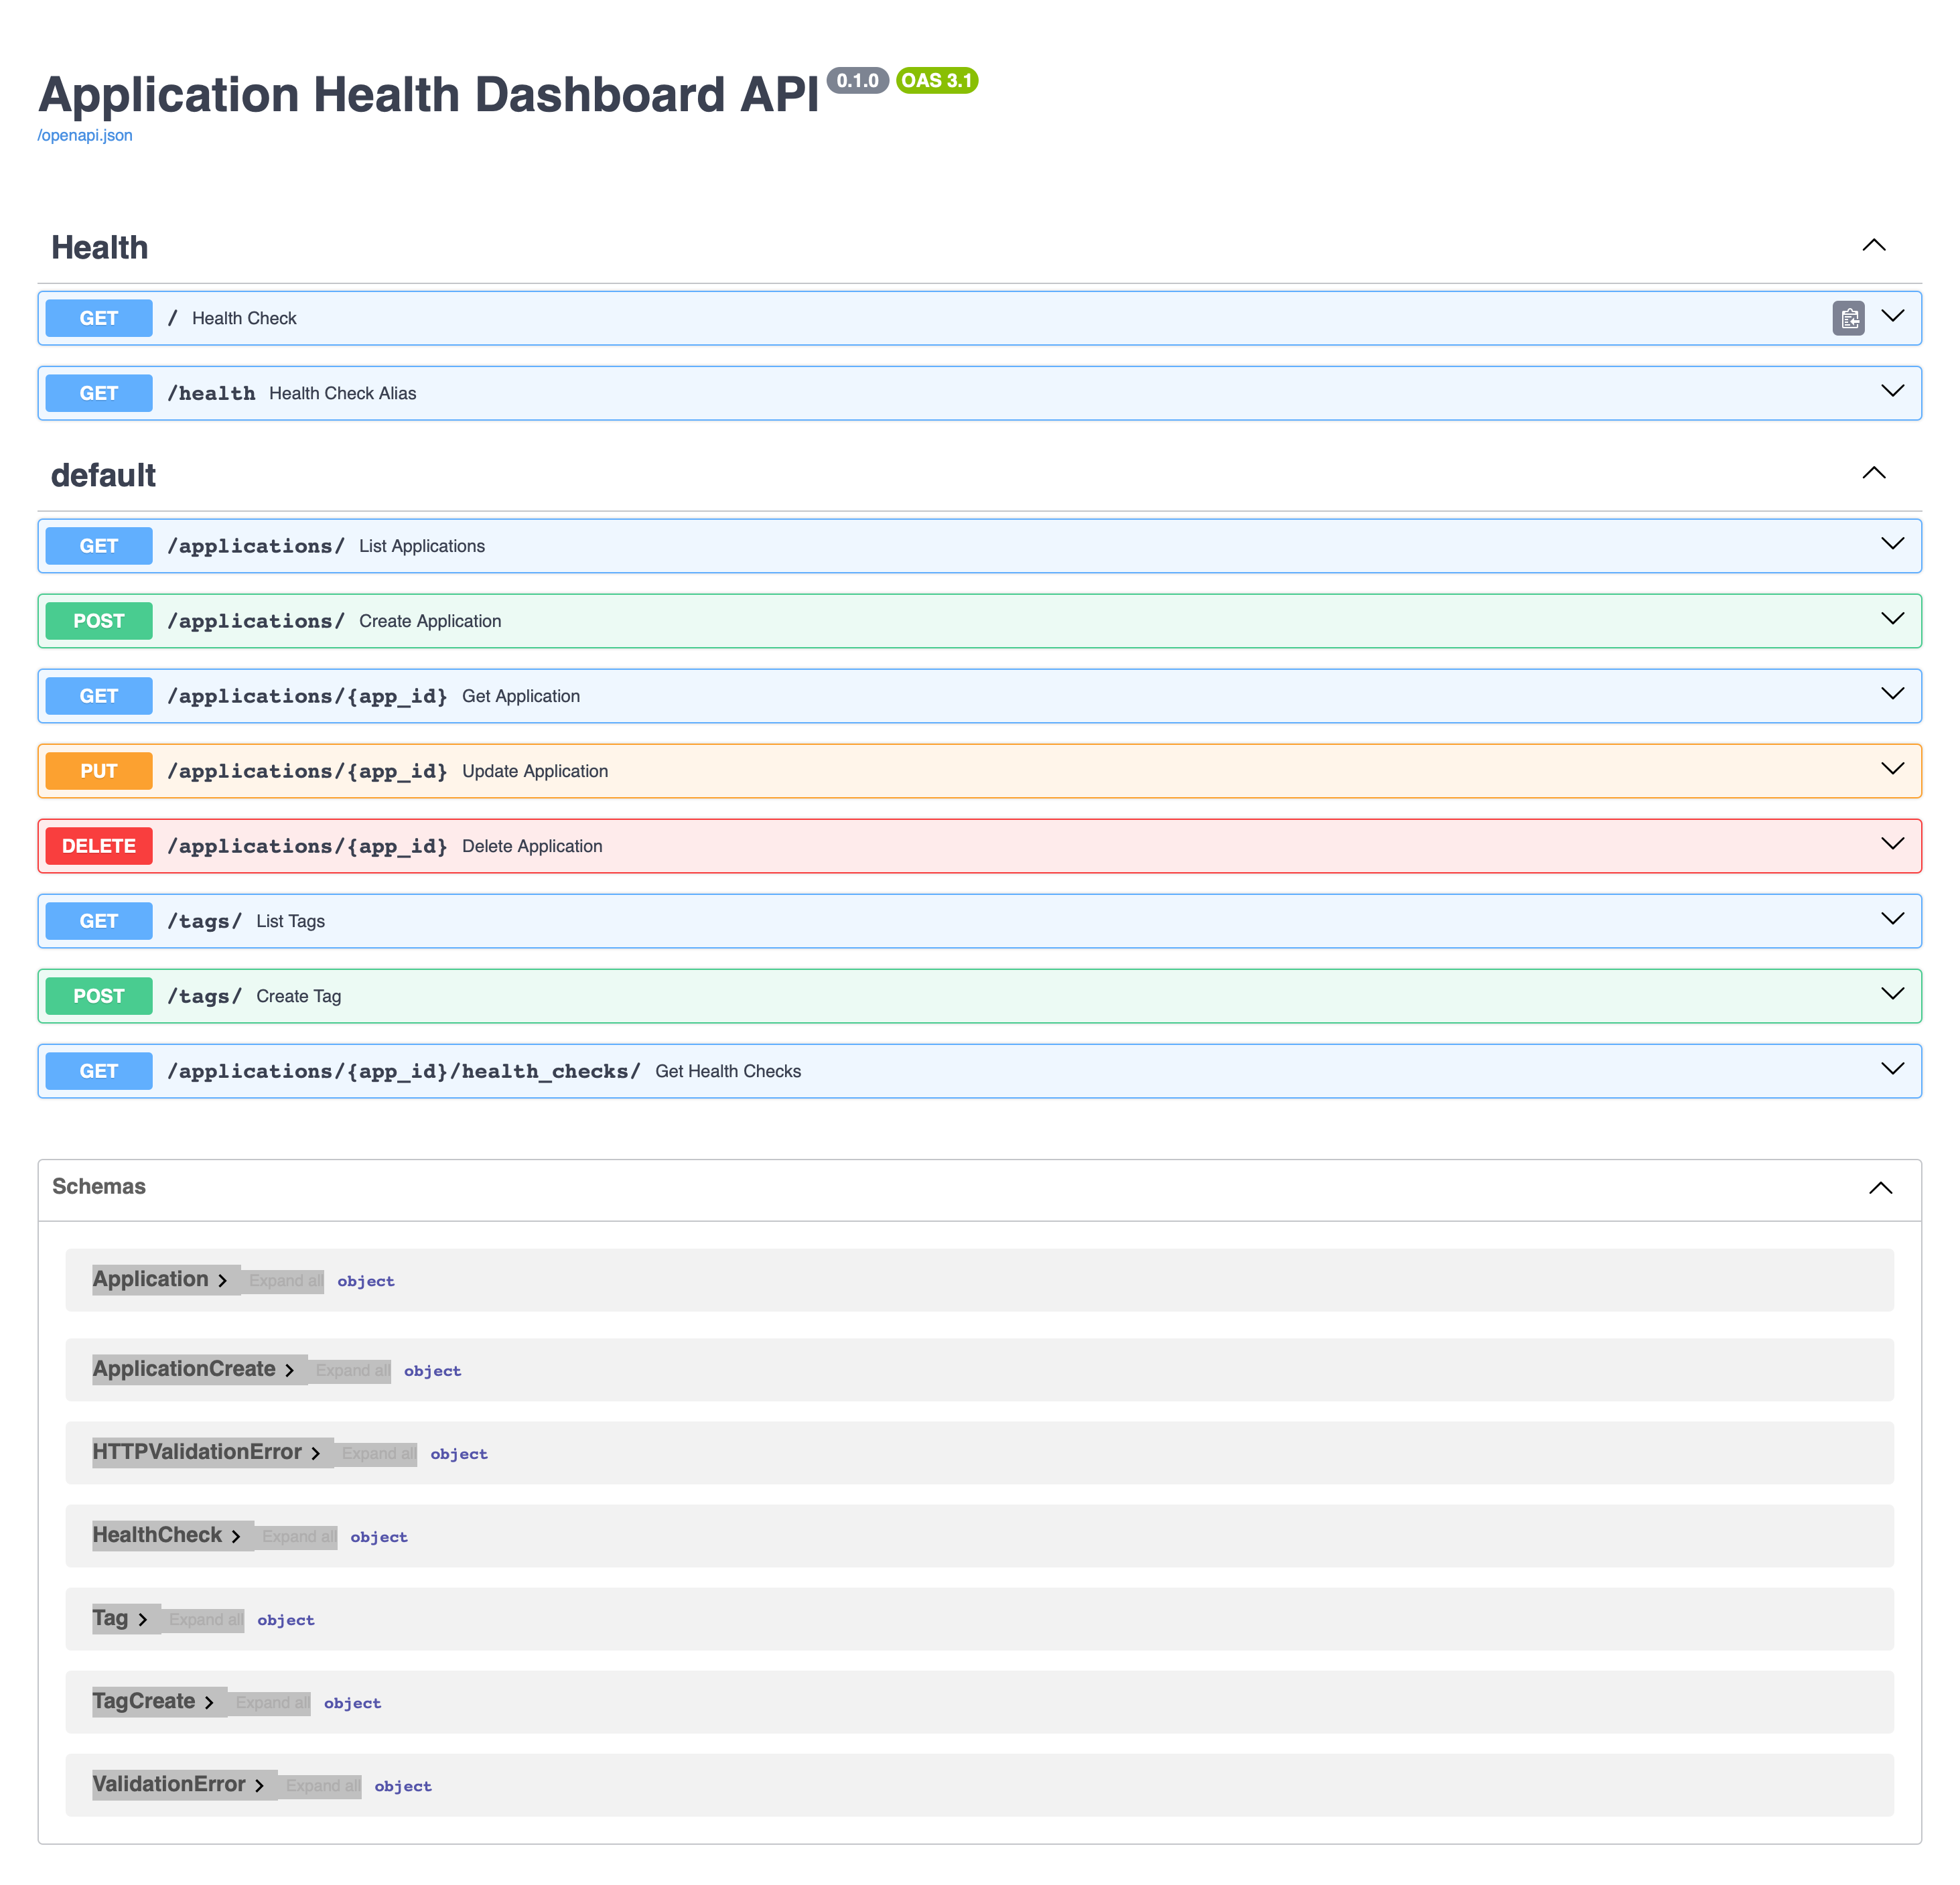 Application Health Dashboard API 0.1.0 OAS 3.1
/openapi.json
Health
GET / Health Check
GET /health Health Check Alias
default
GET /applications/ List Applications
POST /applications/ Create Application
GET /applications/{app_id} Get Application
PUT /applications/{app_id} Update Application
DELETE /applications/{app_id} Delete Application
GET /tags/ List Tags
POST /tags/ Create Tag
GET /applications/{app_id}/health_checks/ Get Health Checks
Schemas
Application Expand all object
ApplicationCreate Expand all object
HTTPValidationError Expand all object
HealthCheck Expand all object
Tag Expand all object
TagCreate Expand all object
ValidationError Expand all object